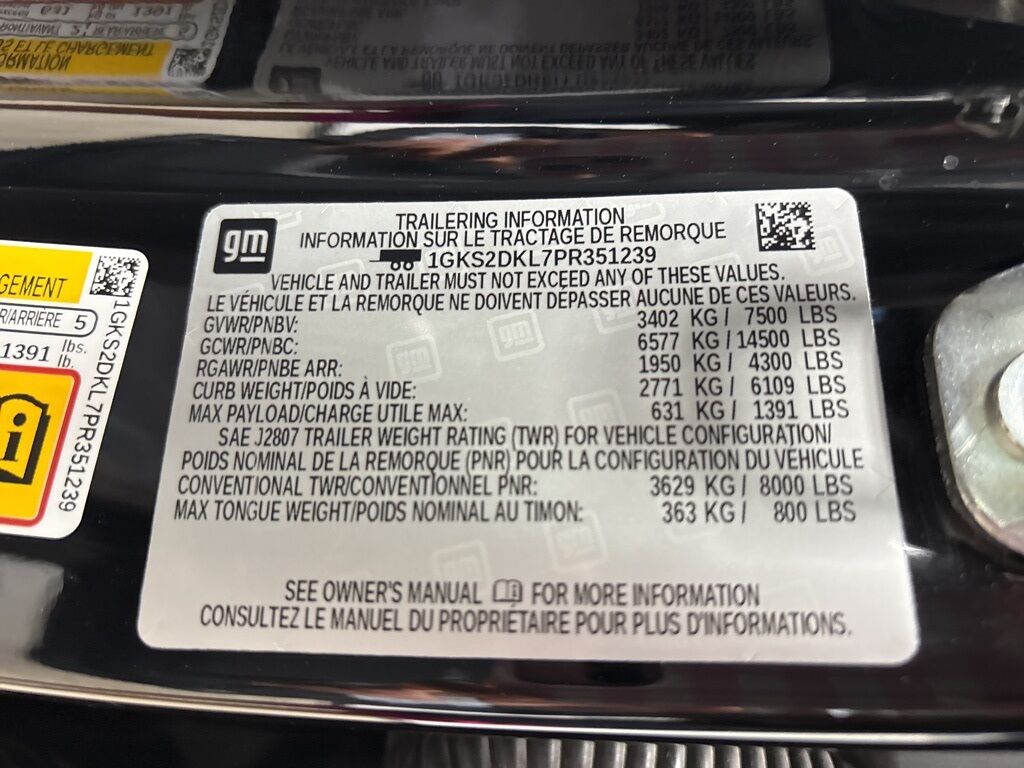 gm
TRAILERING INFORMATION
INFORMATION SUR LE TRACTAGE DE REMORQUE
1GKS2DKL7PR351239
VEHICLE AND TRAILER MUST NOT EXCEED ANY OF THESE VALUES.
LE VÉHICULE ET LA REMORQUE NE DOIVENT DÉPASSER AUCUNE DE CES VALEURS.
GVWR/PNBV: 3402 KG / 7500 LBS
GCWR/PNBC: 6577 KG / 14500 LBS
RGAWR/PNBE ARR: 1950 KG / 4300 LBS
CURB WEIGHT/POIDS À VIDE: 2771 KG / 6109 LBS
MAX PAYLOAD/CHARGE UTILE MAX: 631 KG / 1391 LBS
SAE J2807 TRAILER WEIGHT RATING (TWR) FOR VEHICLE CONFIGURATION/
POIDS NOMINAL DE LA REMORQUE (PNR) POUR LA CONFIGURATION DU VEHICULE
CONVENTIONAL TWR/CONVENTIONNEL PNR: 3629 KG / 8000 LBS
MAX TONGUE WEIGHT/POIDS NOMINAL AU TIMON: 363 KG / 800 LBS
SEE OWNER'S MANUAL FOR MORE INFORMATION
CONSULTEZ LE MANUEL DU PROPRIÉTAIRE POUR PLUS D'INFORMATIONS.
GEMENT
R/ARRIÈRE 5
1391 lbs.
lb.
1GKS2DKL7PR351239